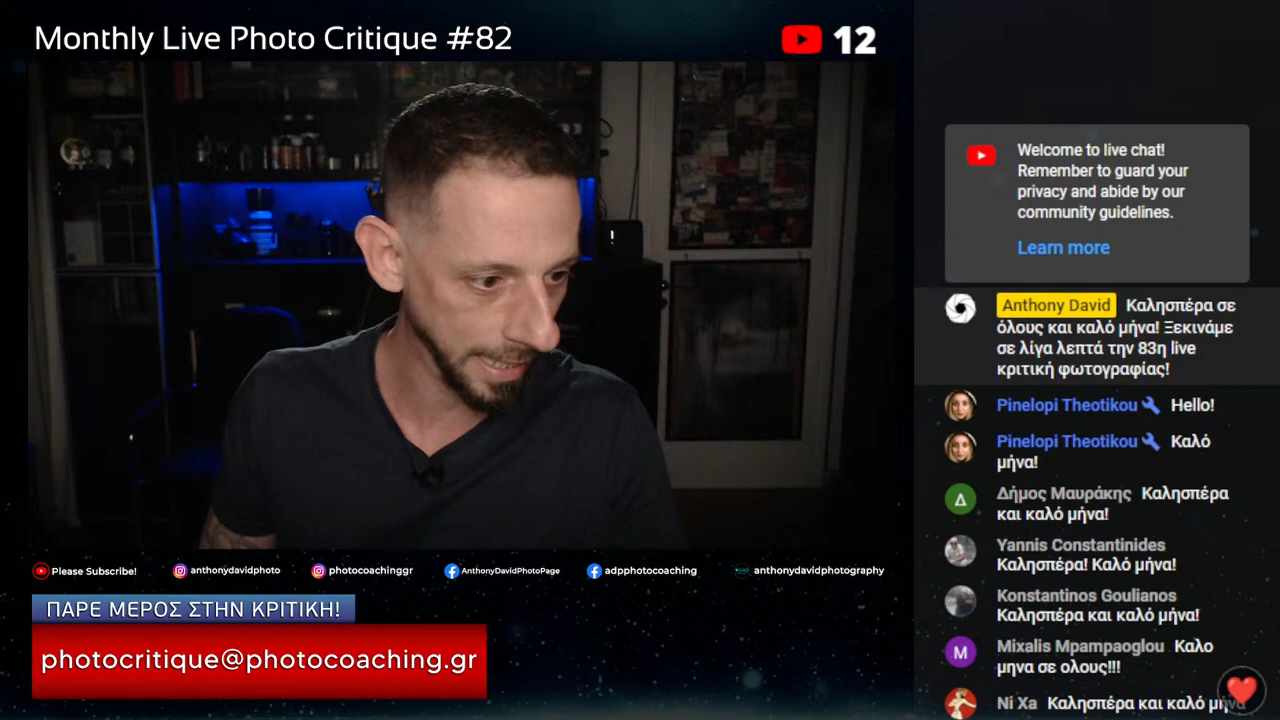 Monthly Live Photo Critique #82
12
Welcome to live chat!
Remember to guard your
privacy and abide by our
community guidelines.
Learn more
Anthony David Καλησπέρα σε
όλους και καλό μήνα! Ξεκινάμε
σε λίγα λεπτά την 83η live
κριτική φωτογραφίας!
Pinelopi Theotikou Hello!
Pinelopi Theotikou Καλό
μήνα!
Δ
Δήμος Μαυράκης Καλησπέρα
και καλό μήνα!
Yannis Constantinides
Καλησπέρα! Καλό μήνα!
Konstantinos Goulianos
Καλησπέρα και καλό μήνα!
M
Mixalis Mpampaoglou Καλο
μηνα σε ολους!!!
Ni Xa Καλησπέρα και καλό μήνα
Please Subscribe!
anthonydavidphoto
photocoachinggr
AnthonyDavidPhotoPage
adpphotocoaching
anthonydavidphotography
ΠΑΡΕ ΜΕΡΟΣ ΣΤΗΝ ΚΡΙΤΙΚΗ!
photocritique@photocoaching.gr